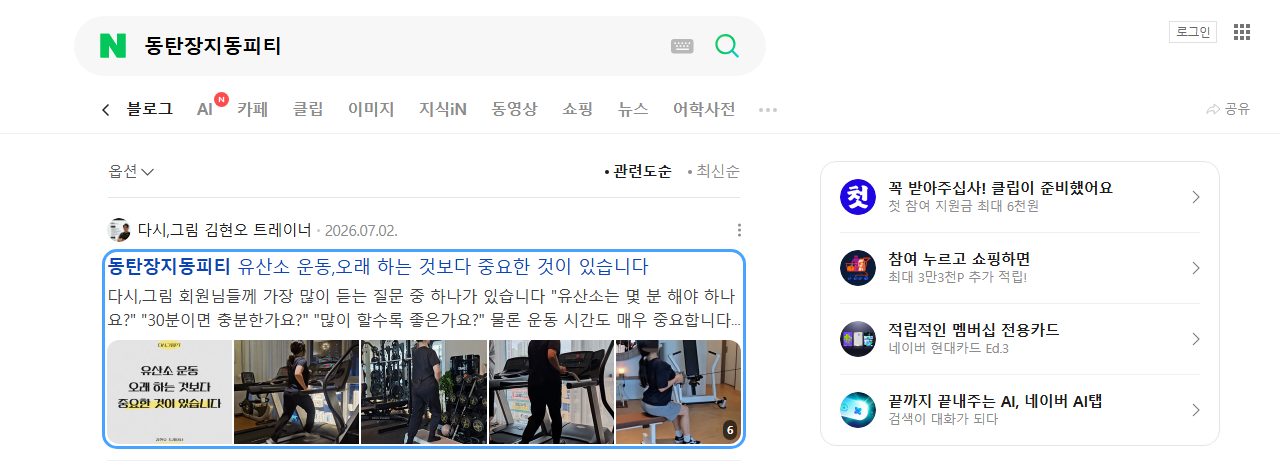 N 동탄장지동피티
로그인
블로그 AI N 카페 클립 이미지 지식iN 동영상 쇼핑 뉴스 어학사전
공유
옵션
• 관련도순 • 최신순
다시,그림 김현오 트레이너 · 2026.07.02.
동탄장지동피티 유산소 운동,오래 하는 것보다 중요한 것이 있습니다
다시,그림 회원님들께 가장 많이 듣는 질문 중 하나가 있습니다 "유산소는 몇 분 해야 하나
요?" "30분이면 충분한가요?" "많이 할수록 좋은가요?" 물론 운동 시간도 매우 중요합니다...
유산소 운동
오래 하는 것보다
중요한 것이 있습니다
6
첫
꼭 받아주십사! 클립이 준비했어요
첫 참여 지원금 최대 6천원
참여 누르고 쇼핑하면
최대 3만3천P 추가 적립!
적립적인 멤버십 전용카드
네이버 현대카드 Ed.3
끝까지 끝내주는 AI, 네이버 AI탭
검색이 대화가 되다